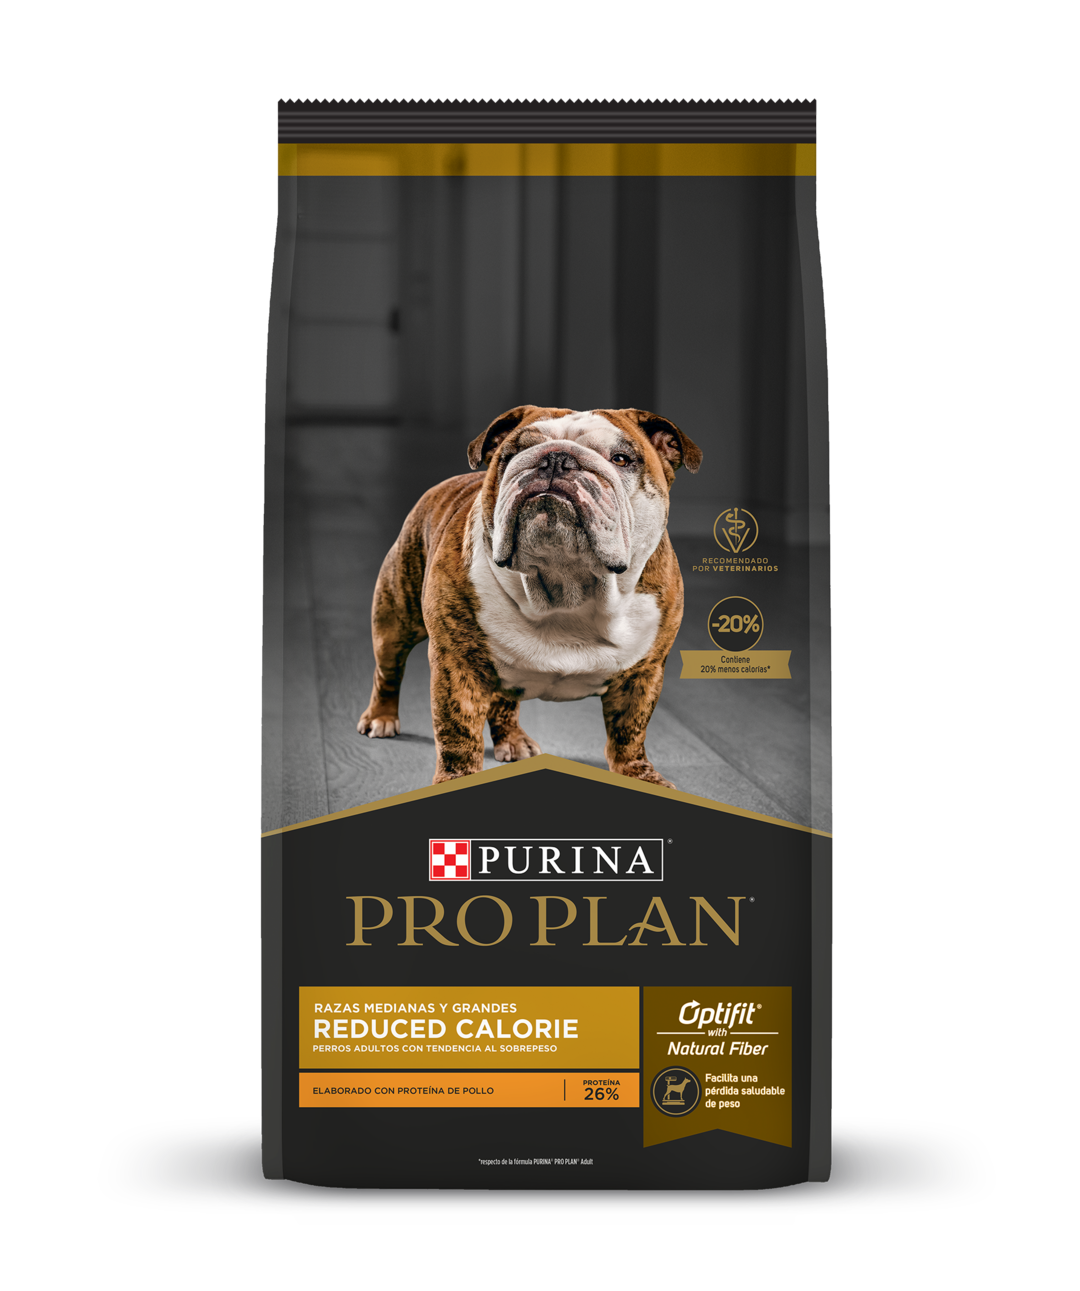 RECOMENDADO
POR VETERINARIOS
-20%
Contiene
20% menos calorías*
PURINA®
PRO PLAN®
RAZAS MEDIANAS Y GRANDES
REDUCED CALORIE
PERROS ADULTOS CON TENDENCIA AL SOBREPESO
ELABORADO CON PROTEÍNA DE POLLO
PROTEÍNA
26%
Optifit®
with
Natural Fiber
Facilita una
pérdida saludable
de peso
*respecto de la fórmula PURINA® PRO PLAN® Adult